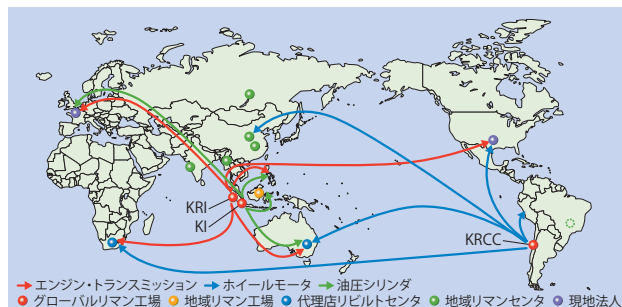 KRI
KI
KRCC
エンジン・トランスミッション ホイールモータ 油圧シリンダ
グローバルリマン工場 地域リマン工場 代理店リビルトセンタ 地域リマンセンタ 現地法人